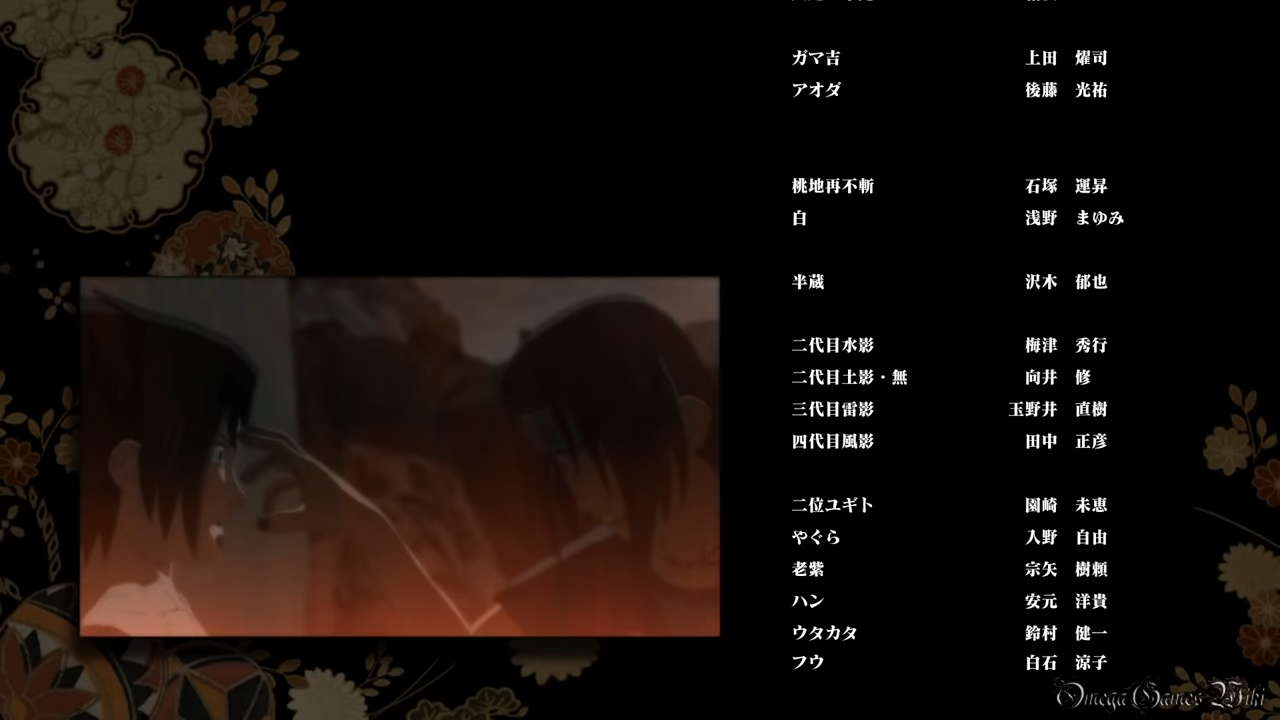 ガマ吉 上田 燿司
アオダ 後藤 光祐
桃地再不斬 石塚 運昇
白 浅野 まゆみ
半蔵 沢木 郁也
二代目水影 梅津 秀行
二代目土影・無 向井 修
三代目雷影 玉野井 直樹
四代目風影 田中 正彦
二位ユギト 園崎 未恵
やぐら 入野 自由
老紫 宗矢 樹頼
ハン 安元 洋貴
ウタカタ 鈴村 健一
フウ 白石 涼子
Omega Games Wiki